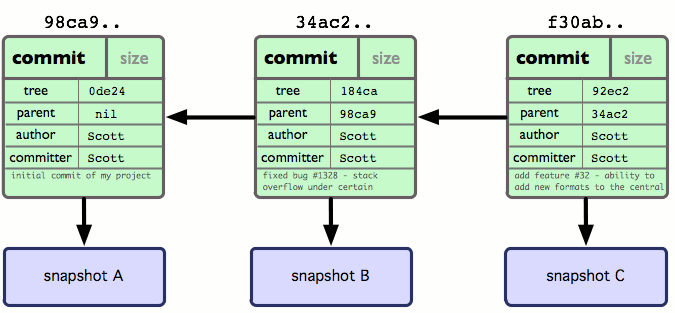 98ca9..
commit size
tree 0de24
parent nil
author Scott
committer Scott
initial commit of my project
snapshot A
34ac2..
commit size
tree 184ca
parent 98ca9
author Scott
committer Scott
fixed bug #1328 - stack
overflow under certain
snapshot B
f30ab..
commit size
tree 92ec2
parent 34ac2
author Scott
committer Scott
add feature #32 - ability to
add new formats to the central
snapshot C